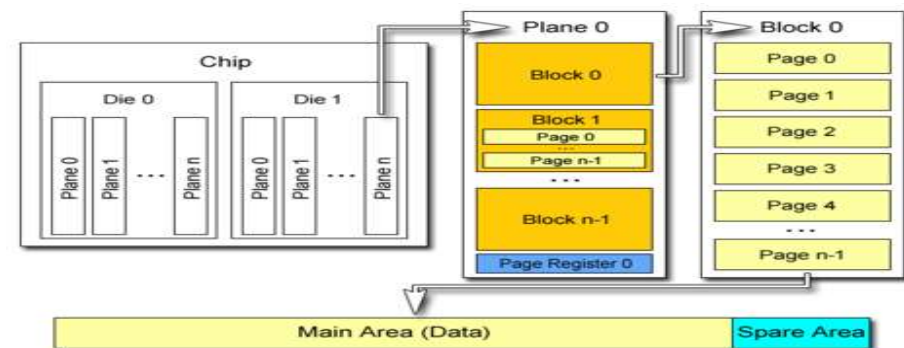 Chip
Die 0
Plane 0
Plane 1
...
Plane n
Die 1
Plane 0
Plane 1
...
Plane n
Plane 0
Block 0
Block 1
Page 0
...
Page n-1
...
Block n-1
Page Register 0
Block 0
Page 0
Page 1
Page 2
Page 3
Page 4
...
Page n-1
Main Area (Data)
Spare Area